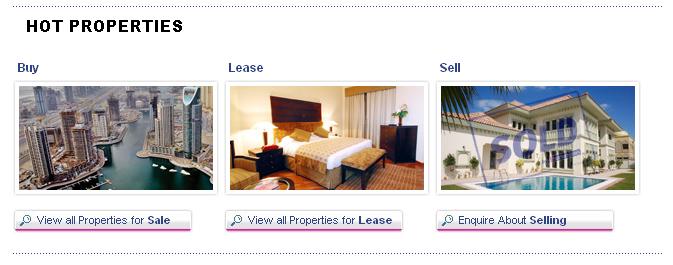 HOT PROPERTIES
Buy Lease Sell
SOLD
View all Properties for Sale View all Properties for Lease Enquire About Selling